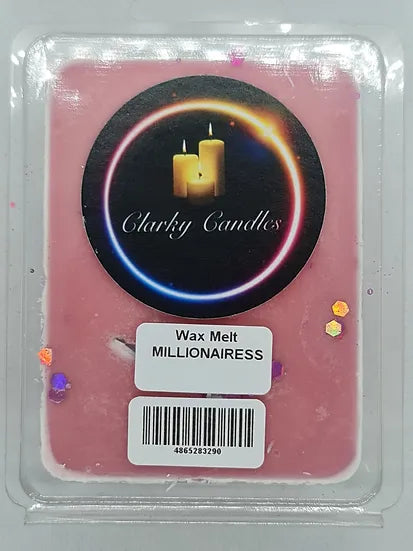 Clarky Candles
Wax Melt
MILLIONAIRESS
4865283290